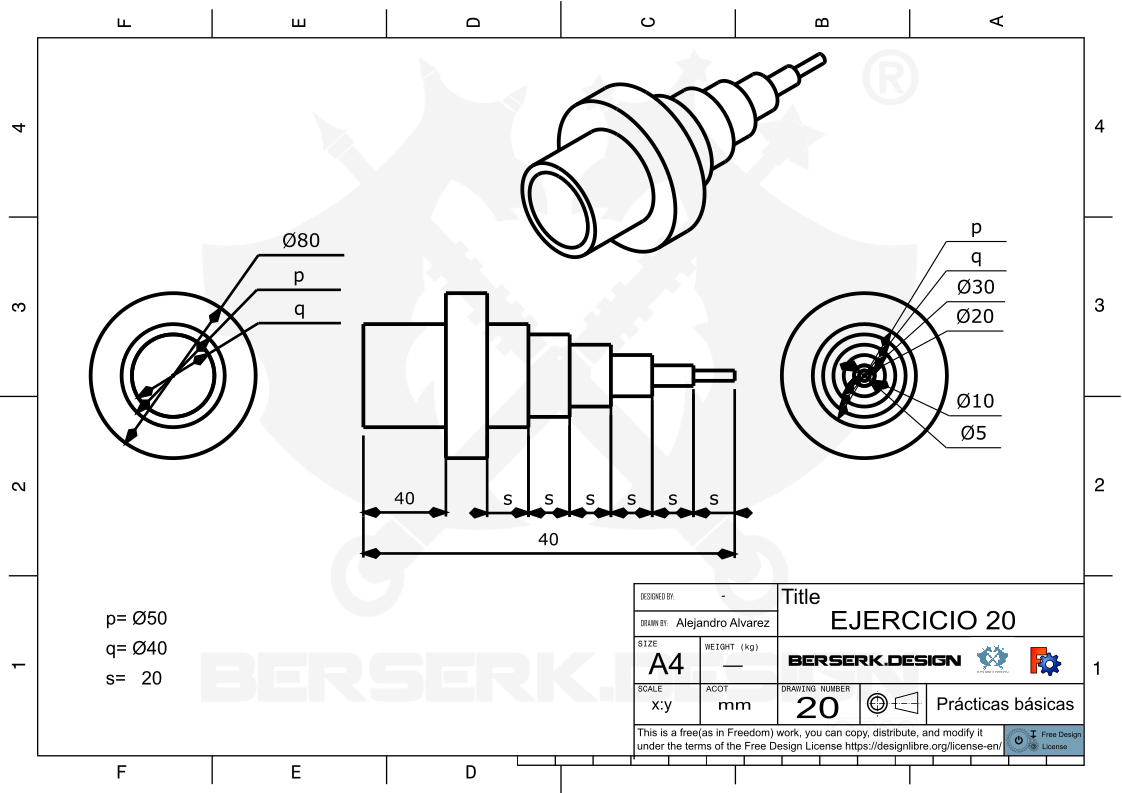 F E D C B A
®
4 4
Ø80
p
q
p
q
Ø30
Ø20
3 3
Ø10
Ø5
2 2
40 s s s s s s
40
p= Ø50
q= Ø40
s= 20
1 1
BERSERK.DESIGN
DESIGNED BY: -
DRAWN BY: Alejandro Alvarez
Title
EJERCICIO 20
SIZE
A4
WEIGHT (kg)
—
BERSERK.DESIGN
SCALE
x:y
ACOT
mm
DRAWING NUMBER
20
Prácticas básicas
This is a free(as in Freedom) work, you can copy, distribute, and modify it
under the terms of the Free Design License https://designlibre.org/license-en/
Free Design
License
F E D